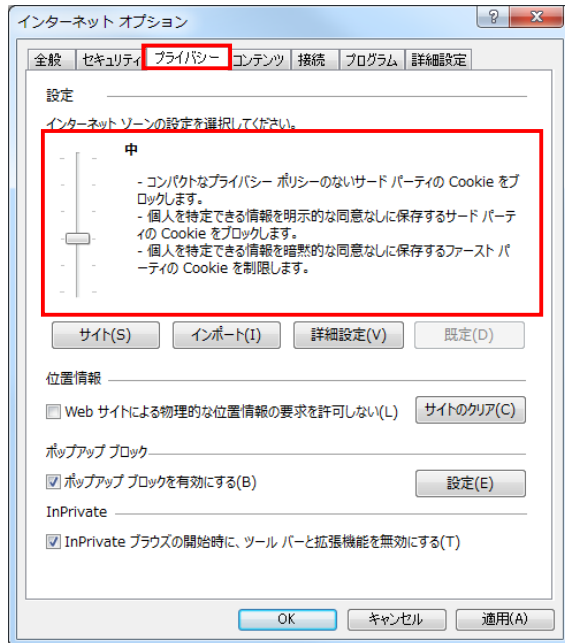 インターネット オプション
全般 セキュリティ プライバシー コンテンツ 接続 プログラム 詳細設定
設定
インターネット ゾーンの設定を選択してください。
中
- コンパクトなプライバシー ポリシーのないサード パーティの Cookie をブ
ロックします。
- 個人を特定できる情報を明示的な同意なしに保存するサード パーテ
ィの Cookie をブロックします。
- 個人を特定できる情報を暗黙的な同意なしに保存するファースト パ
ーティの Cookie を制限します。
サイト(S) インポート(I) 詳細設定(V) 既定(D)
位置情報
Web サイトによる物理的な位置情報の要求を許可しない(L) サイトのクリア(C)
ポップアップ ブロック
ポップアップ ブロックを有効にする(B) 設定(E)
InPrivate
InPrivate ブラウズの開始時に、ツール バーと拡張機能を無効にする(T)
OK キャンセル 適用(A)